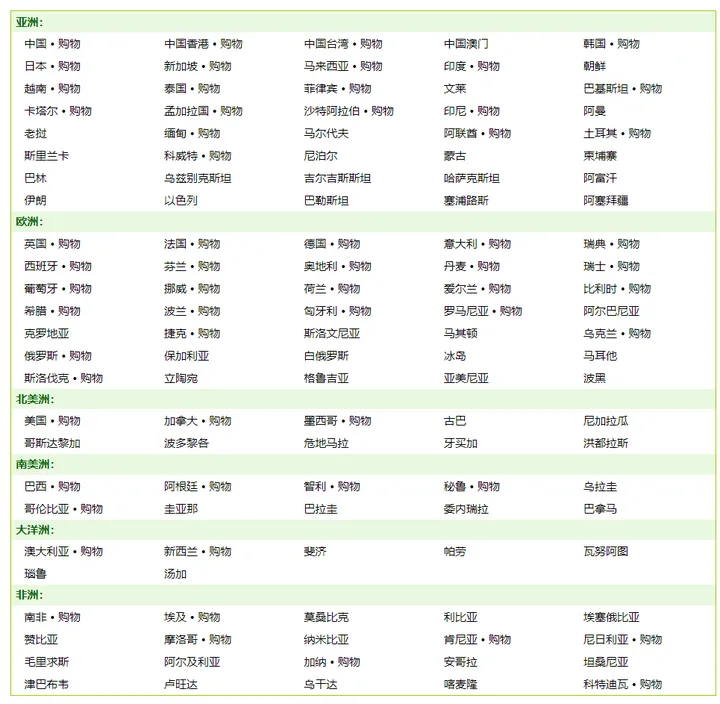 亚洲：
中国 • 购物 中国香港 • 购物 中国台湾 • 购物 中国澳门 韩国 • 购物
日本 • 购物 新加坡 • 购物 马来西亚 • 购物 印度 • 购物 朝鲜
越南 • 购物 泰国 • 购物 菲律宾 • 购物 文莱 巴基斯坦 • 购物
卡塔尔 • 购物 孟加拉国 • 购物 沙特阿拉伯 • 购物 印尼 • 购物 阿曼
老挝 缅甸 • 购物 马尔代夫 阿联酋 • 购物 土耳其 • 购物
斯里兰卡 科威特 • 购物 尼泊尔 蒙古 柬埔寨
巴林 乌兹别克斯坦 吉尔吉斯斯坦 哈萨克斯坦 阿富汗
伊朗 以色列 巴勒斯坦 塞浦路斯 阿塞拜疆
欧洲：
英国 • 购物 法国 • 购物 德国 • 购物 意大利 • 购物 瑞典 • 购物
西班牙 • 购物 芬兰 • 购物 奥地利 • 购物 丹麦 • 购物 瑞士 • 购物
葡萄牙 • 购物 挪威 • 购物 荷兰 • 购物 爱尔兰 • 购物 比利时 • 购物
希腊 • 购物 波兰 • 购物 匈牙利 • 购物 罗马尼亚 • 购物 阿尔巴尼亚
克罗地亚 捷克 • 购物 斯洛文尼亚 马其顿 乌克兰 • 购物
俄罗斯 • 购物 保加利亚 白俄罗斯 冰岛 马耳他
斯洛伐克 • 购物 立陶宛 格鲁吉亚 亚美尼亚 波黑
北美洲：
美国 • 购物 加拿大 • 购物 墨西哥 • 购物 古巴 尼加拉瓜
哥斯达黎加 波多黎各 危地马拉 牙买加 洪都拉斯
南美洲：
巴西 • 购物 阿根廷 • 购物 智利 • 购物 秘鲁 • 购物 乌拉圭
哥伦比亚 • 购物 圭亚那 巴拉圭 委内瑞拉 巴拿马
大洋洲：
澳大利亚 • 购物 新西兰 • 购物 斐济 帕劳 瓦努阿图
瑙鲁 汤加
非洲：
南非 • 购物 埃及 • 购物 莫桑比克 利比亚 埃塞俄比亚
赞比亚 摩洛哥 • 购物 纳米比亚 肯尼亚 • 购物 尼日利亚 • 购物
毛里求斯 阿尔及利亚 加纳 • 购物 安哥拉 坦桑尼亚
津巴布韦 卢旺达 乌干达 喀麦隆 科特迪瓦 • 购物